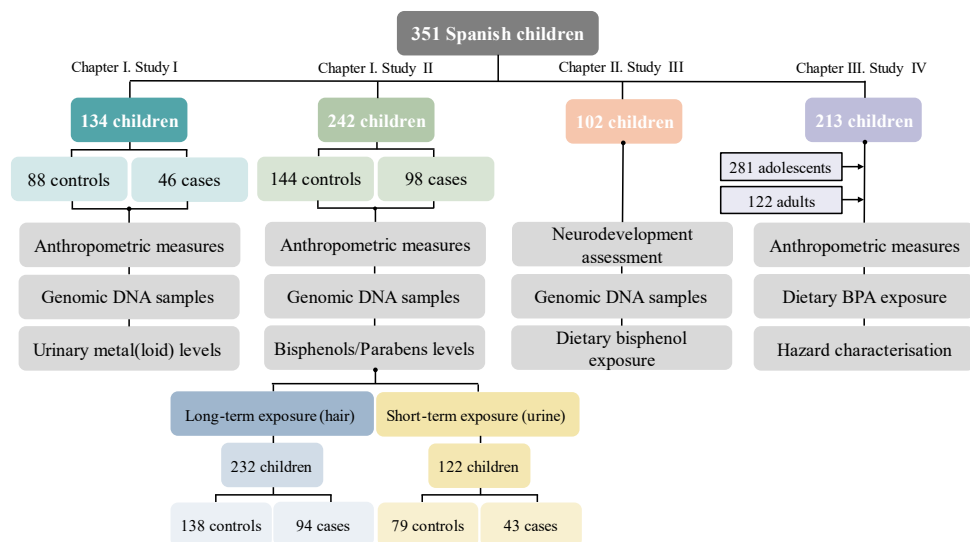 351 Spanish children
Chapter I. Study I
Chapter I. Study II
Chapter II. Study III
Chapter III. Study IV
134 children
242 children
102 children
213 children
88 controls
46 cases
144 controls
98 cases
281 adolescents
122 adults
Anthropometric measures
Anthropometric measures
Neurodevelopment
assessment
Anthropometric measures
Genomic DNA samples
Genomic DNA samples
Genomic DNA samples
Dietary BPA exposure
Urinary metal(loid) levels
Bisphenols/Parabens levels
Dietary bisphenol
exposure
Hazard characterisation
Long-term exposure (hair)
Short-term exposure (urine)
232 children
122 children
138 controls
94 cases
79 controls
43 cases